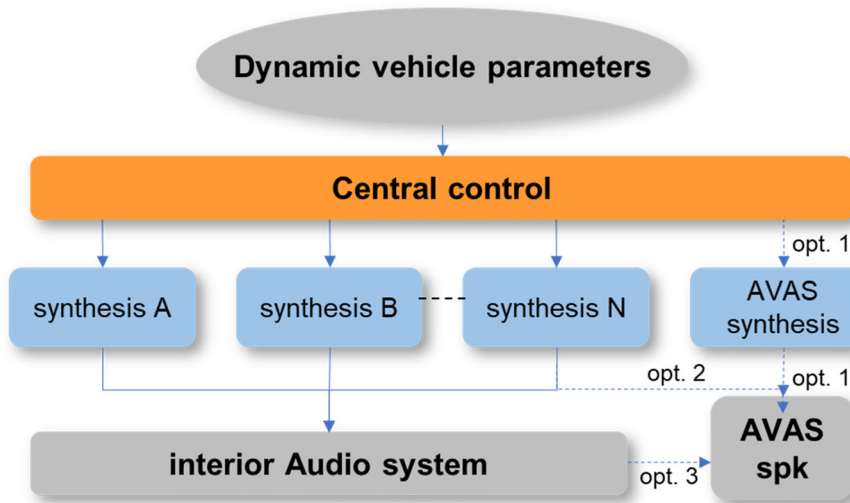 Dynamic vehicle parameters
Central control
opt. 1
synthesis A
synthesis B
synthesis N
AVAS
synthesis
opt. 2
opt. 1
interior Audio system
opt. 3
AVAS
spk